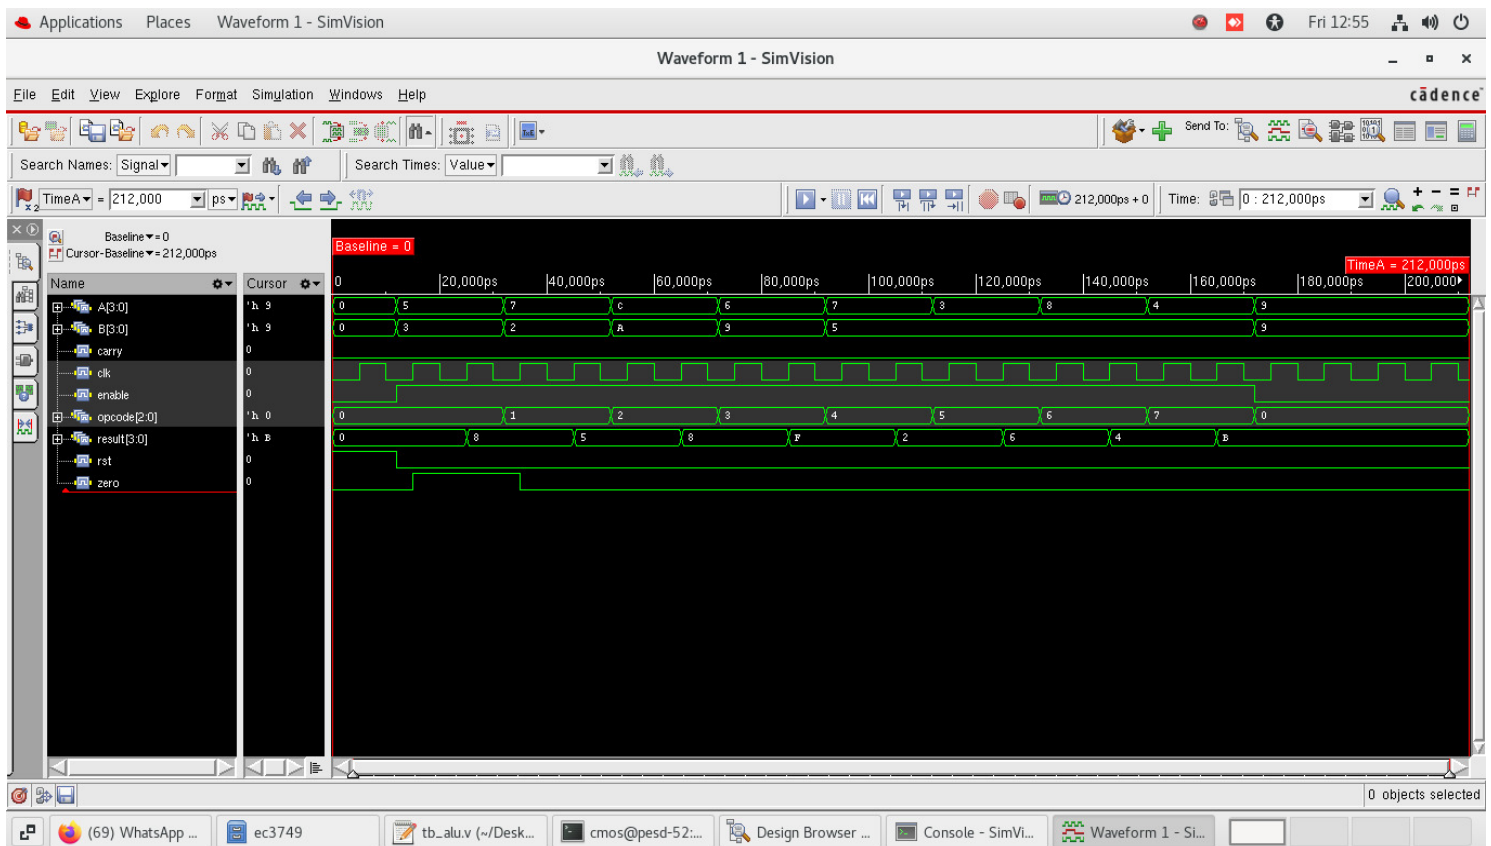 Applications Places Waveform 1 - SimVision Fri 12:55
Waveform 1 - SimVision
File Edit View Explore Format Simulation Windows Help cādence
Send To:
Search Names: Signal Search Times: Value
TimeA = 212,000 ps 212,000ps + 0 Time: 0 : 212,000ps
Baseline = 0
Cursor-Baseline = 212,000ps
Baseline = 0
TimeA = 212,000ps
Name Cursor 0 20,000ps 40,000ps 60,000ps 80,000ps 100,000ps 120,000ps 140,000ps 160,000ps 180,000ps 200,000
A[3:0] 'h 9 0 5 7 C 6 7 3 8 4 9
B[3:0] 'h 9 0 3 2 A 9 5 9
carry 0
clk 0
enable 0
opcode[2:0] 'h 0 0 1 2 3 4 5 6 7 0
result[3:0] 'h B 0 8 5 8 F 2 6 4 B
rst 0
zero 0
0 objects selected
(69) WhatsApp ... ec3749 tb_alu.v (~/Desk... cmos@pesd-52:... Design Browser ... Console - SimVi... Waveform 1 - Si...